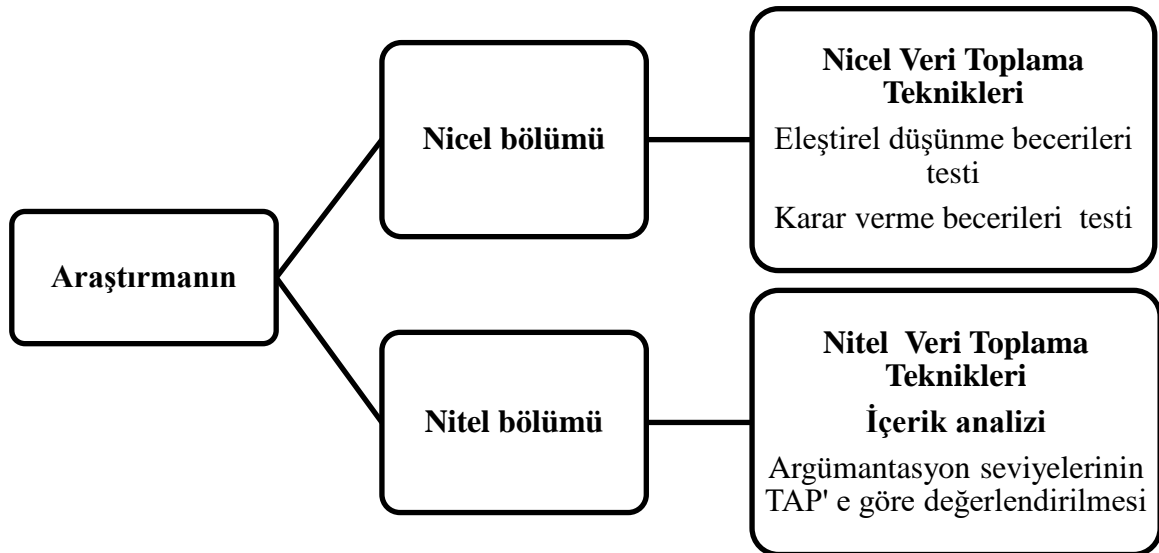 Araştırmanın
Nicel bölümü
Nicel Veri Toplama
Teknikleri
Eleştirel düşünme becerileri
testi
Karar verme becerileri  testi
Nitel bölümü
Nitel  Veri Toplama
Teknikleri
İçerik analizi
Argümantasyon seviyelerinin
TAP' e göre değerlendirilmesi